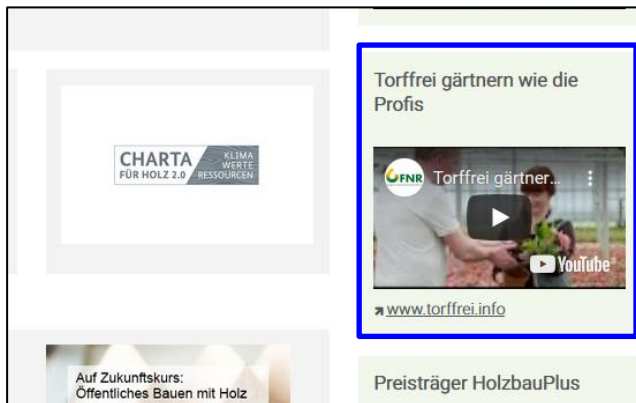 CHARTA
FÜR HOLZ 2.0
KLIMA
WERTE
RESSOURCEN
Auf Zukunftskurs:
Öffentliches Bauen mit Holz
Torffrei gärtnern wie die
Profis
FNR
Torffrei gärtner...
YouTube
www.torffrei.info
Preisträger HolzbauPlus